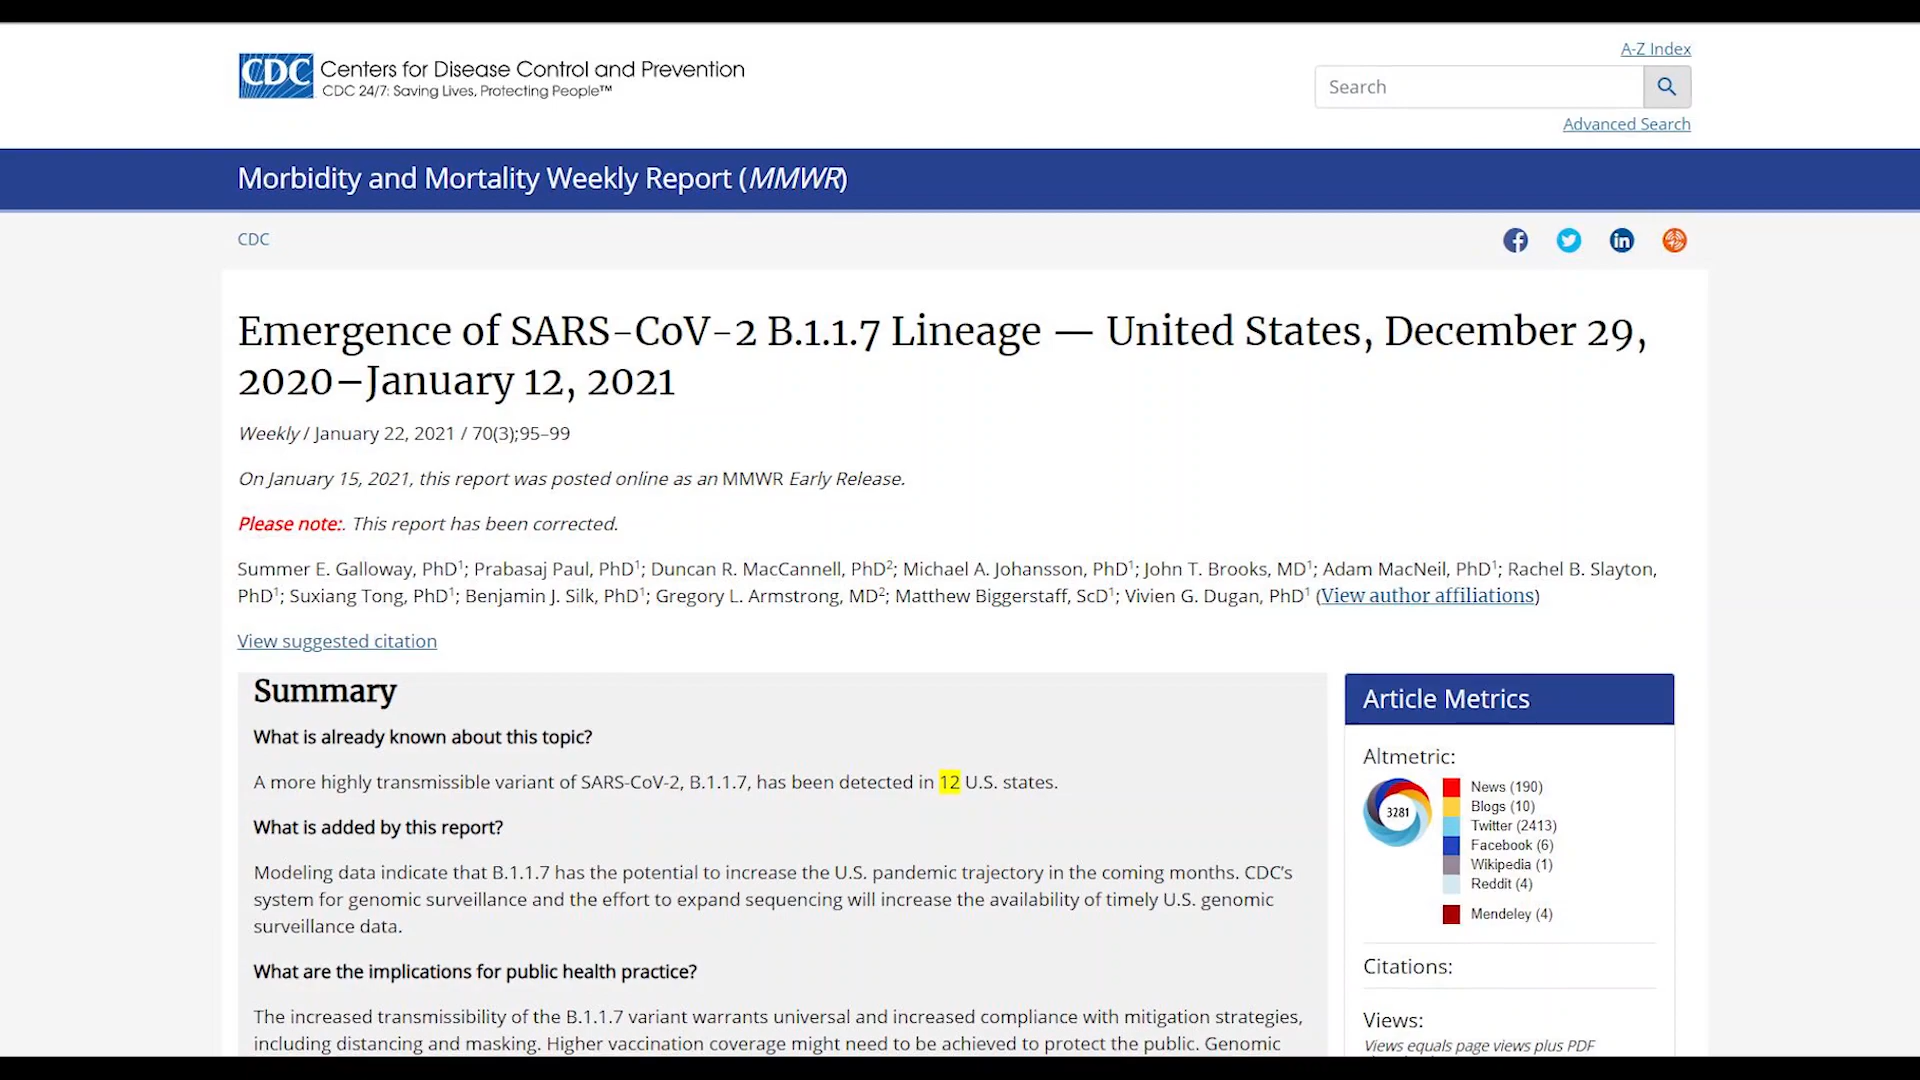 A-Z Index
CDC Centers for Disease Control and Prevention
CDC 24/7: Saving Lives, Protecting People™
Search
Advanced Search
Morbidity and Mortality Weekly Report (MMWR)
CDC
Emergence of SARS-CoV-2 B.1.1.7 Lineage — United States, December 29,
2020–January 12, 2021
Weekly / January 22, 2021 / 70(3);95–99
On January 15, 2021, this report was posted online as an MMWR Early Release.
Please note:. This report has been corrected.
Summer E. Galloway, PhD1; Prabasaj Paul, PhD1; Duncan R. MacCannell, PhD2; Michael A. Johansson, PhD1; John T. Brooks, MD1; Adam MacNeil, PhD1; Rachel B. Slayton,
PhD1; Suxiang Tong, PhD1; Benjamin J. Silk, PhD1; Gregory L. Armstrong, MD2; Matthew Biggerstaff, ScD1; Vivien G. Dugan, PhD1 (View author affiliations)
View suggested citation
Summary
What is already known about this topic?
A more highly transmissible variant of SARS-CoV-2, B.1.1.7, has been detected in 12 U.S. states.
What is added by this report?
Modeling data indicate that B.1.1.7 has the potential to increase the U.S. pandemic trajectory in the coming months. CDC's
system for genomic surveillance and the effort to expand sequencing will increase the availability of timely U.S. genomic
surveillance data.
What are the implications for public health practice?
The increased transmissibility of the B.1.1.7 variant warrants universal and increased compliance with mitigation strategies,
including distancing and masking. Higher vaccination coverage might need to be achieved to protect the public. Genomic
Article Metrics
Altmetric:
3281
News (190)
Blogs (10)
Twitter (2413)
Facebook (6)
Wikipedia (1)
Reddit (4)
Mendeley (4)
Citations:
Views:
Views equals page views plus PDF